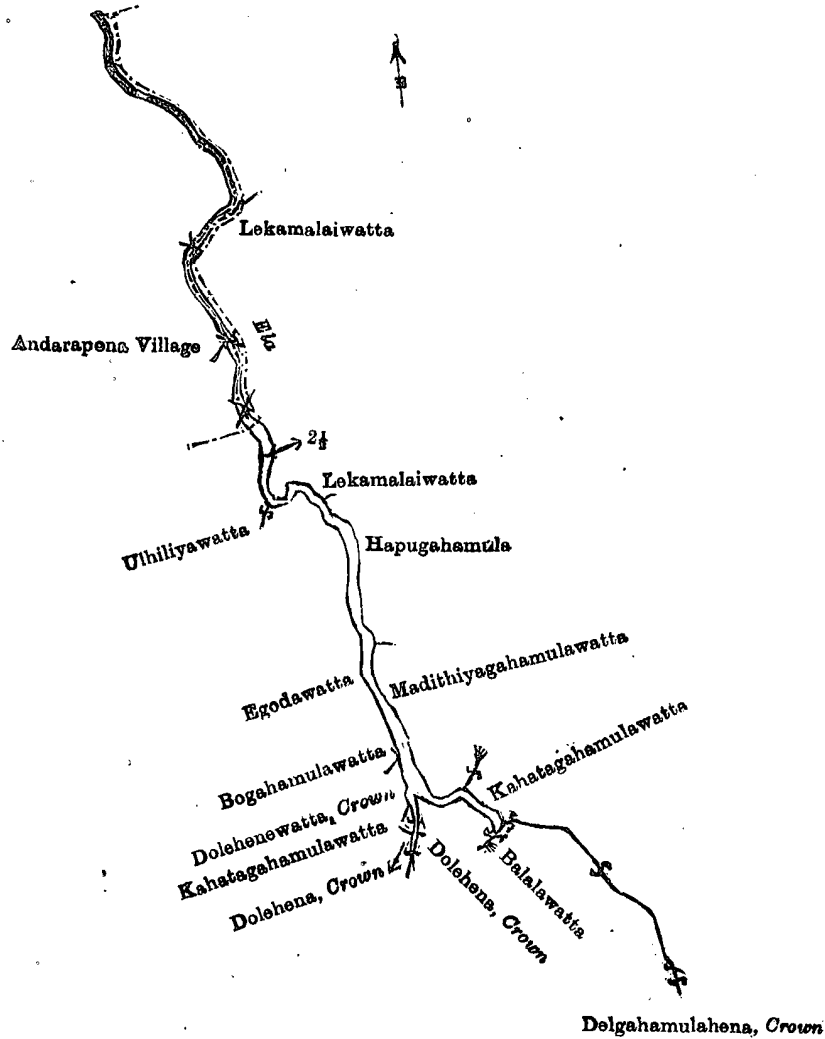 Lekamalaiwatta
Ela
Andarapena Village
2½
Lekamalaiwatta
Ulhiliyawatta
Hapugahamula
Madithiyagahamulawatta
Egodawatta
Kahatagahamulawatta
Bogahamulawatta
Dolehenewatta, Crown
Kahatagahamulawatta
Dolehena, Crown
Dolehena, Crown
Balalawatta
Delgahamulahena, Crown